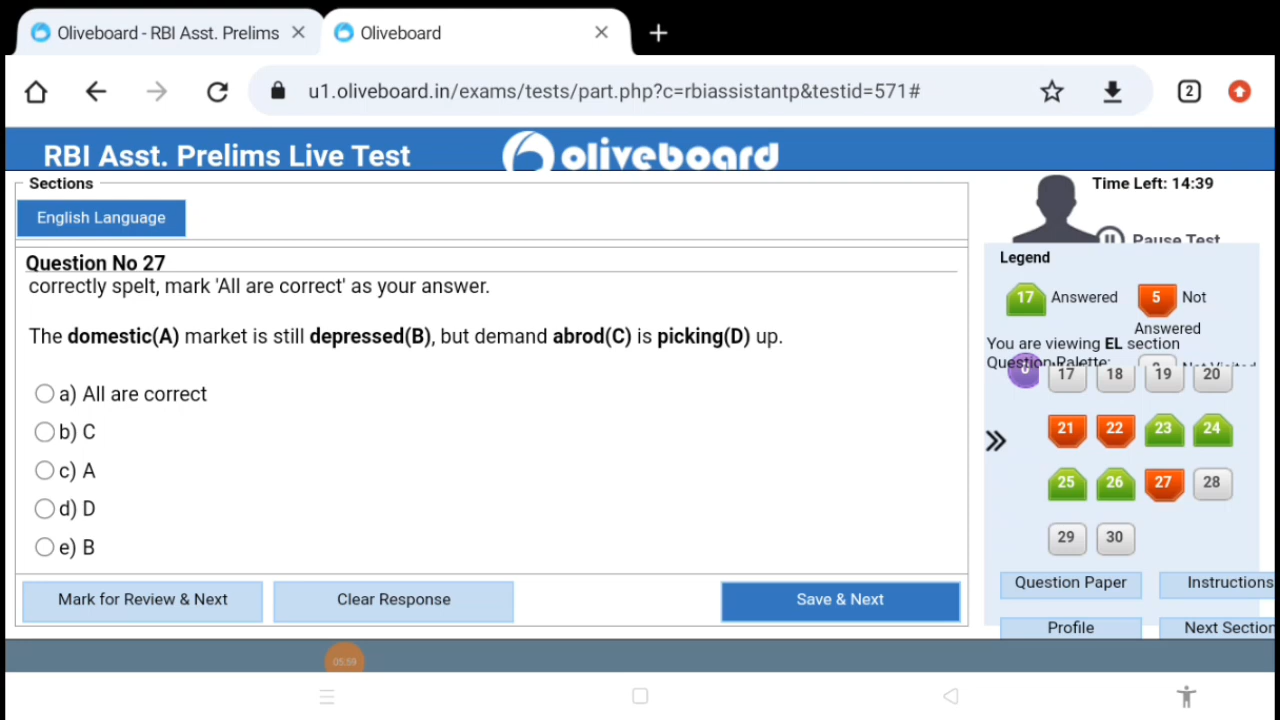 Oliveboard - RBI Asst. Prelims
Oliveboard
u1.oliveboard.in/exams/tests/part.php?c=rbiassistantp&testid=571#
2
RBI Asst. Prelims Live Test
oliveboard
Sections
English Language
Time Left: 14:39
Pause Test
Question No 27
correctly spelt, mark 'All are correct' as your answer.
The domestic(A) market is still depressed(B), but demand abrod(C) is picking(D) up.
a) All are correct
b) C
c) A
d) D
e) B
Mark for Review & Next
Clear Response
Save & Next
Legend
17 Answered
5 Not
Answered
You are viewing EL section
Question Palette:
17 18 19 20
21 22 23 24
25 26 27 28
29 30
Question Paper
Instructions
Profile
Next Section
05:59